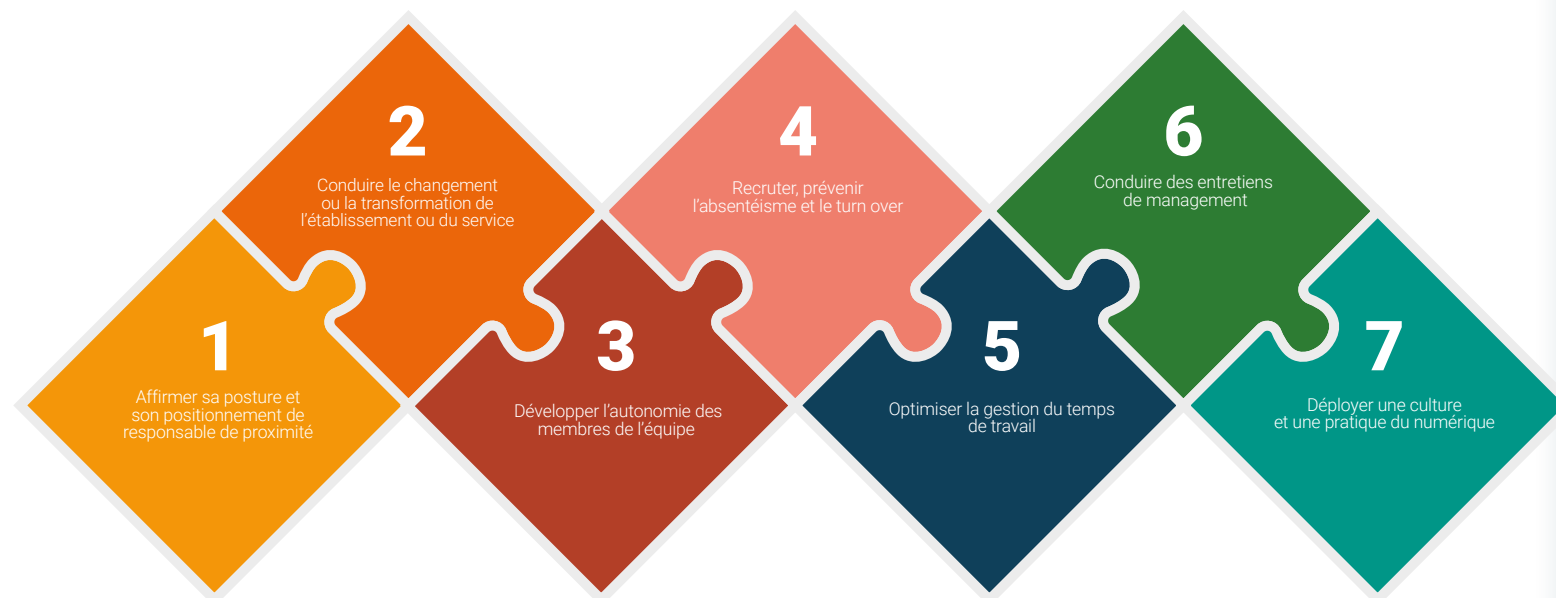 1
Affirmer sa posture et
son positionnement de
responsable de proximité
2
Conduire le changement
ou la transformation de
l'établissement ou du service
3
Développer l'autonomie des
membres de l'équipe
4
Recruter, prévenir
l'absentéisme et le turn over
5
Optimiser la gestion du temps
de travail
6
Conduire des entretiens
de management
7
Déployer une culture
et une pratique du numérique